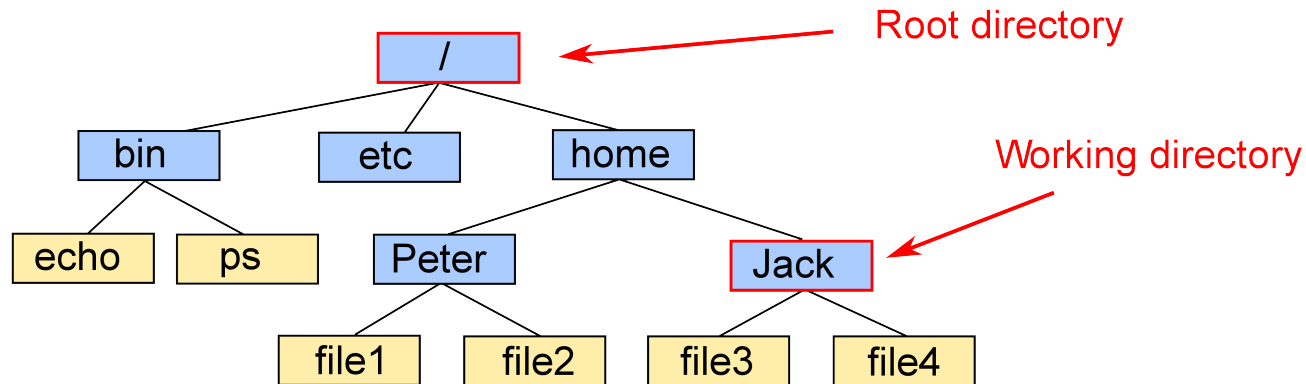 Root directory
/
bin
etc
home
Working directory
echo
ps
Peter
Jack
file1
file2
file3
file4